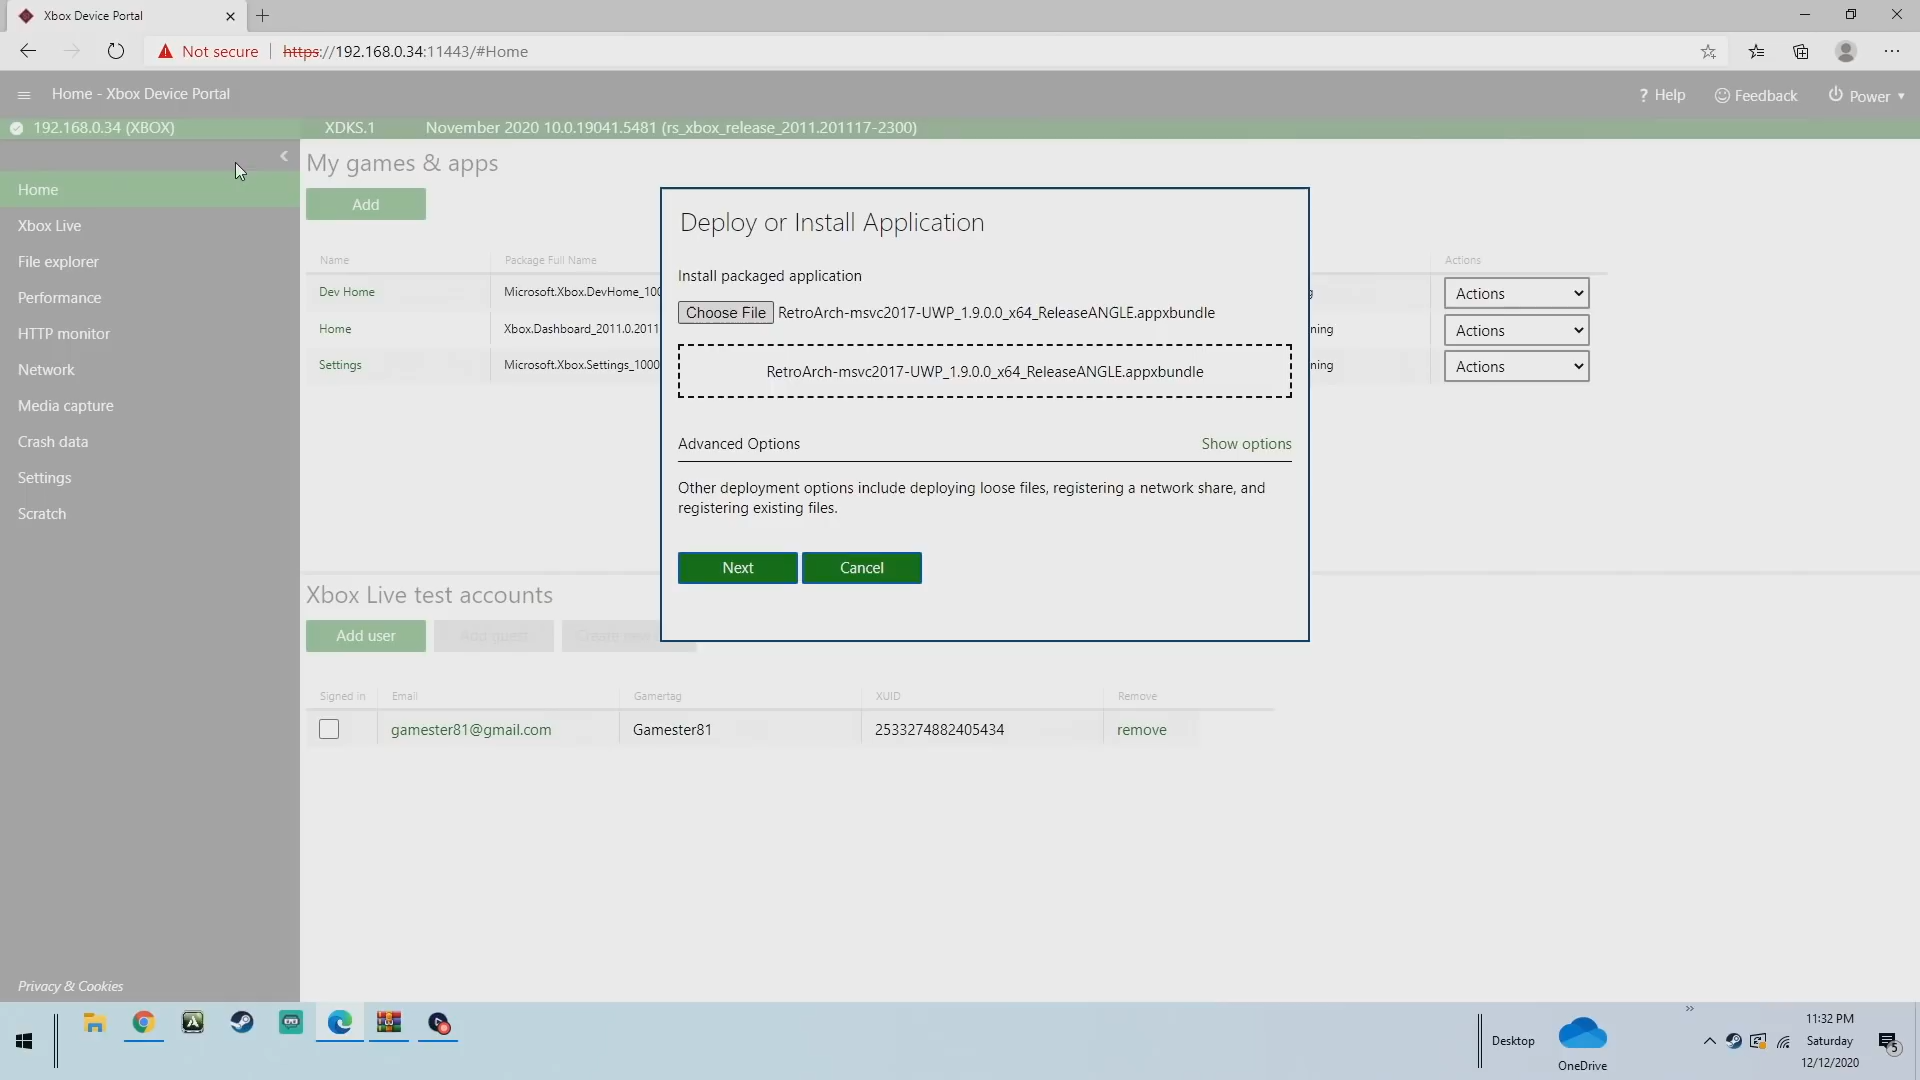 Xbox Device Portal
Not secure https://192.168.0.34:11443/#Home
Home - Xbox Device Portal
? Help
Feedback
Power
192.168.0.34 (XBOX)
XDKS.1
November 2020 10.0.19041.5481 (rs_xbox_release_2011.201117-2300)
Home
Xbox Live
File explorer
Performance
HTTP monitor
Network
Media capture
Crash data
Settings
Scratch
Privacy & Cookies
My games & apps
Add
Name
Package Full Name
Actions
Dev Home
Microsoft.Xbox.DevHome_100
Actions
Home
Xbox.Dashboard_2011.0.2011
ning
Actions
Settings
Microsoft.Xbox.Settings_1000
ning
Actions
Deploy or Install Application
Install packaged application
Choose File RetroArch-msvc2017-UWP_1.9.0.0_x64_ReleaseANGLE.appxbundle
RetroArch-msvc2017-UWP_1.9.0.0_x64_ReleaseANGLE.appxbundle
Advanced Options
Show options
Other deployment options include deploying loose files, registering a network share, and
registering existing files.
Next
Cancel
Xbox Live test accounts
Add user
Add guest
Create new
Signed in
Email
Gamertag
XUID
Remove
gamester81@gmail.com
Gamester81
2533274882405434
remove
Desktop
OneDrive
11:32 PM
Saturday
12/12/2020
5